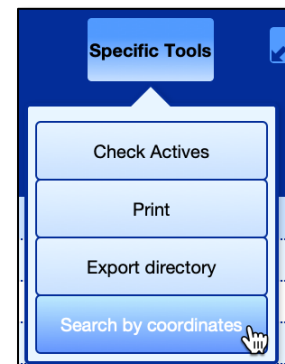 Specific Tools
Check Actives
Print
Export directory
Search by coordinates